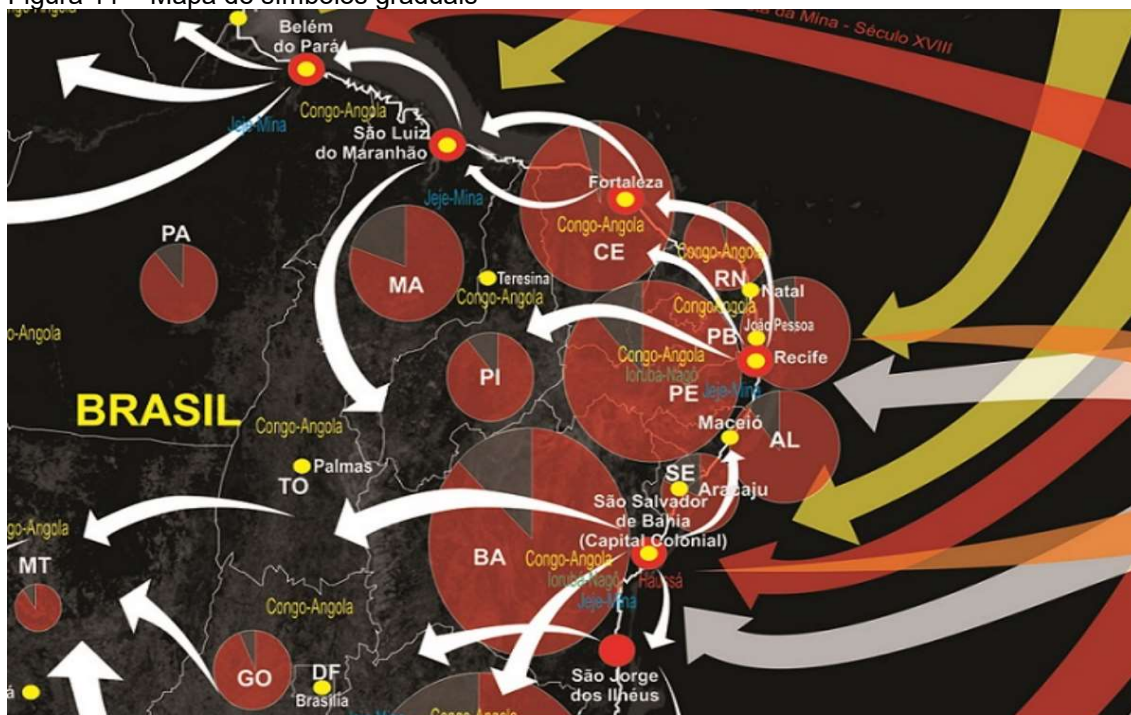 Figura 11 – Mapa de símbolos graduais
da Mina - Século XVIII
Belém
do Pará
Congo-Angola
Jeje-Mina
São Luiz
do Maranhão
Jeje-Mina
Fortaleza
Congo-Angola
CE
PA
MA
Teresina
Congo-Angola
Congo-Angola
RN
Natal
Congo-Angola
João Pessoa
PB
Recife
Congo-Angola
Iorubá-Nagô
PE
Jeje-Mina
go-Angola
PI
BRASIL
Congo-Angola
Maceió
AL
Palmas
TO
SE
Aracaju
São Salvador
de Báhia
(Capital Colonial)
BA
Congo-Angola
Iorubá-Nagô
Haussá
Jeje-Mina
go-Angola
MT
Congo-Angola
GO
DF
Brasília
São Jorge
dos Ilhéus
Congo-Angola